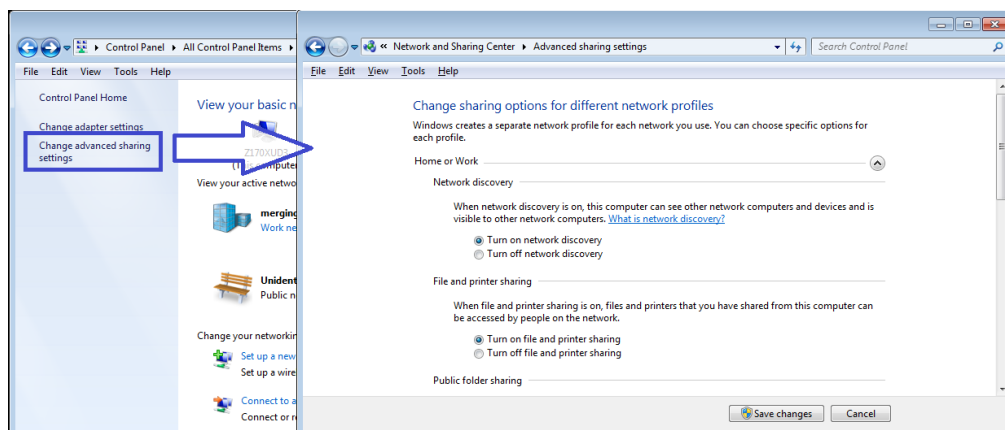 Control Panel All Control Panel Items
File Edit View Tools Help
Control Panel Home
Change adapter settings
Change advanced sharing
settings
View your basic n
Z170XUD3
View your active netwo
merging
Work ne
Unident
Public n
Change your networkin
Set up a new
Set up a wire
Connect to a
Connect or r
« Network and Sharing Center Advanced sharing settings
Search Control Panel
File Edit View Tools Help
Change sharing options for different network profiles
Windows creates a separate network profile for each network you use. You can choose specific options for
each profile.
Home or Work
Network discovery
When network discovery is on, this computer can see other network computers and devices and is
visible to other network computers. What is network discovery?
Turn on network discovery
Turn off network discovery
File and printer sharing
When file and printer sharing is on, files and printers that you have shared from this computer can
be accessed by people on the network.
Turn on file and printer sharing
Turn off file and printer sharing
Public folder sharing
Save changes Cancel